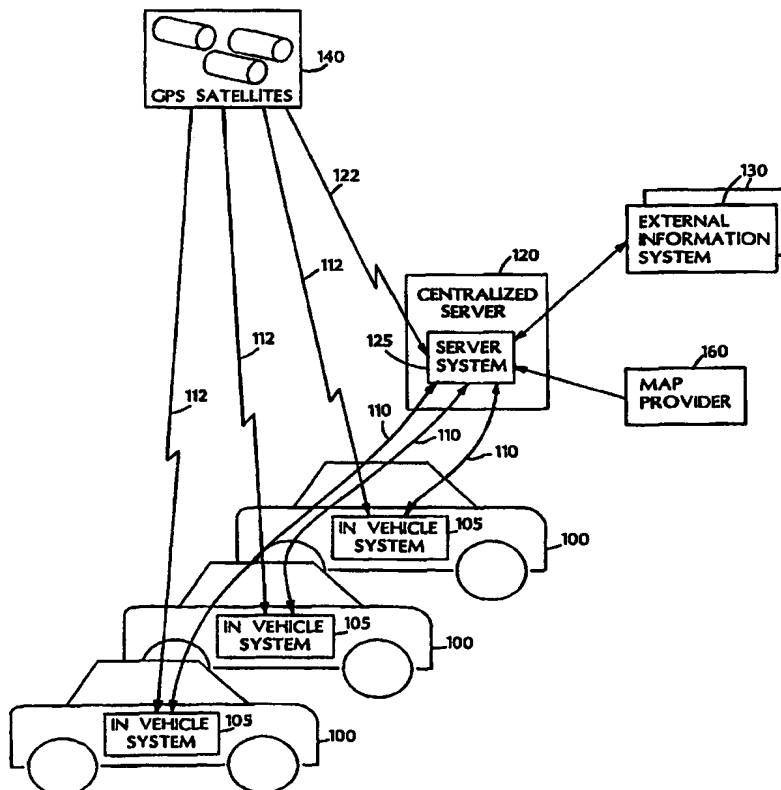 140
GPS SATELLITES
122
130
EXTERNAL
INFORMATION
SYSTEM
112
120
CENTRALIZED
SERVER
125
SERVER
SYSTEM
160
MAP
PROVIDER
112
112
110
110
110
IN VEHICLE
SYSTEM
105
100
IN VEHICLE
SYSTEM
105
100
IN VEHICLE
SYSTEM
105
100